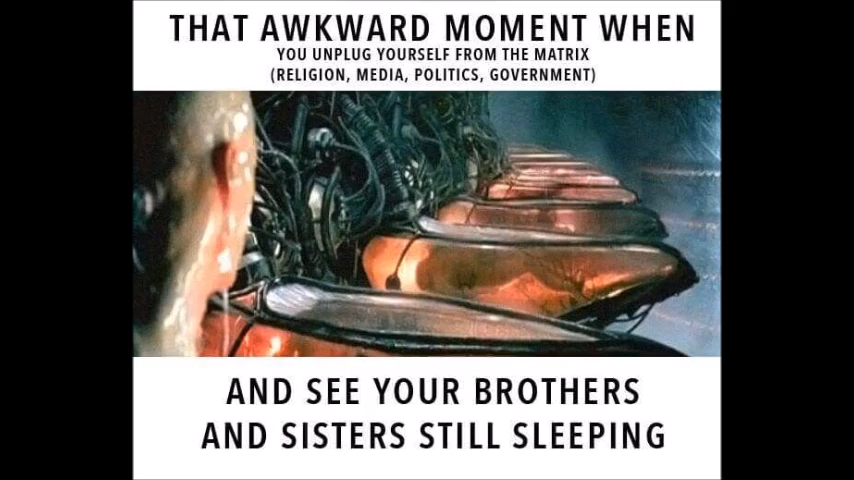 THAT AWKWARD MOMENT WHEN
YOU UNPLUG YOURSELF FROM THE MATRIX
(RELIGION, MEDIA, POLITICS, GOVERNMENT)
AND SEE YOUR BROTHERS
AND SISTERS STILL SLEEPING